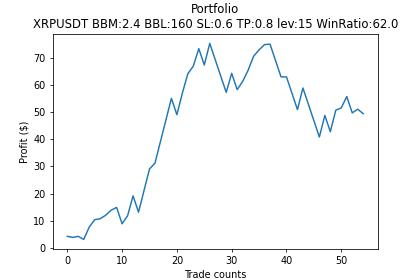 Portfolio
XRPUSDT BBM:2.4 BBL:160 SL:0.6 TP:0.8 lev:15 WinRatio:62.0
Profit ($)
70
60
50
40
30
20
10
0
0 10 20 30 40 50
Trade counts